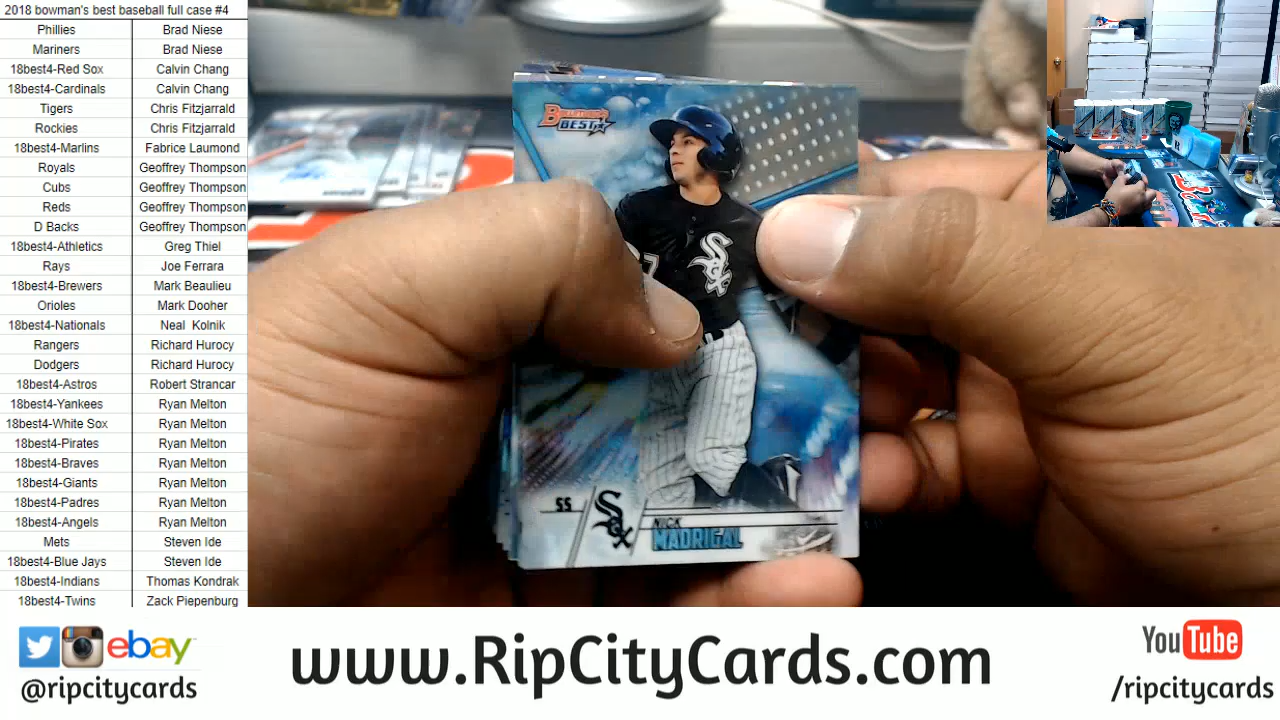 2018 bowman's best baseball full case #4
Phillies Brad Niese
Mariners Brad Niese
18best4-Red Sox Calvin Chang
18best4-Cardinals Calvin Chang
Tigers Chris Fitzjarrald
Rockies Chris Fitzjarrald
18best4-Marlins Fabrice Laumond
Royals Geoffrey Thompson
Cubs Geoffrey Thompson
Reds Geoffrey Thompson
D Backs Geoffrey Thompson
18best4-Athletics Greg Thiel
Rays Joe Ferrara
18best4-Brewers Mark Beaulieu
Orioles Mark Dooher
18best4-Nationals Neal Kolnik
Rangers Richard Hurocy
Dodgers Richard Hurocy
18best4-Astros Robert Strancar
18best4-Yankees Ryan Melton
18best4-White Sox Ryan Melton
18best4-Pirates Ryan Melton
18best4-Braves Ryan Melton
18best4-Giants Ryan Melton
18best4-Padres Ryan Melton
18best4-Angels Ryan Melton
Mets Steven Ide
18best4-Blue Jays Steven Ide
18best4-Indians Thomas Kondrak
18best4-Twins Zack Piepenburg
BOWMAN'S
BEST
Sox
SS
Sox
NICK
MADRIGAL
ebay
@ripcitycards
www.RipCityCards.com
YouTube
/ripcitycards